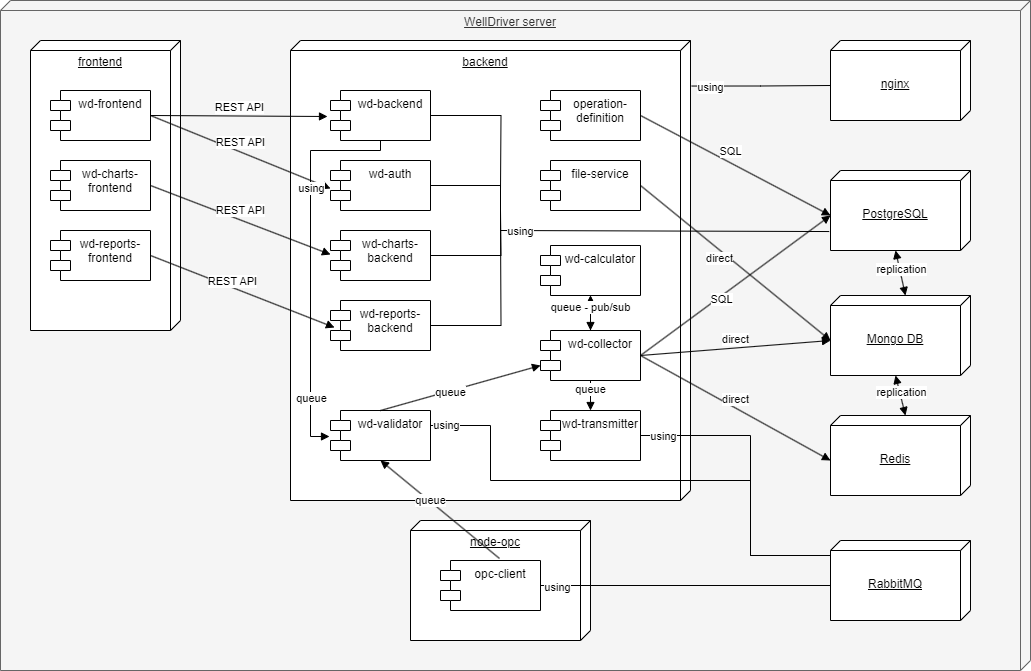 WellDriver server
frontend
wd-frontend
wd-charts-
frontend
wd-reports-
frontend
REST API
REST API
REST API
REST API
backend
wd-backend
using
wd-auth
wd-charts-
backend
wd-reports-
backend
using
operation-
definition
file-service
wd-calculator
queue - pub/sub
wd-collector
queue
wd-transmitter
using
queue
wd-validator
using
queue
queue
node-opc
opc-client
using
using
nginx
SQL
PostgreSQL
replication
direct
SQL
direct
Mongo DB
replication
direct
Redis
RabbitMQ